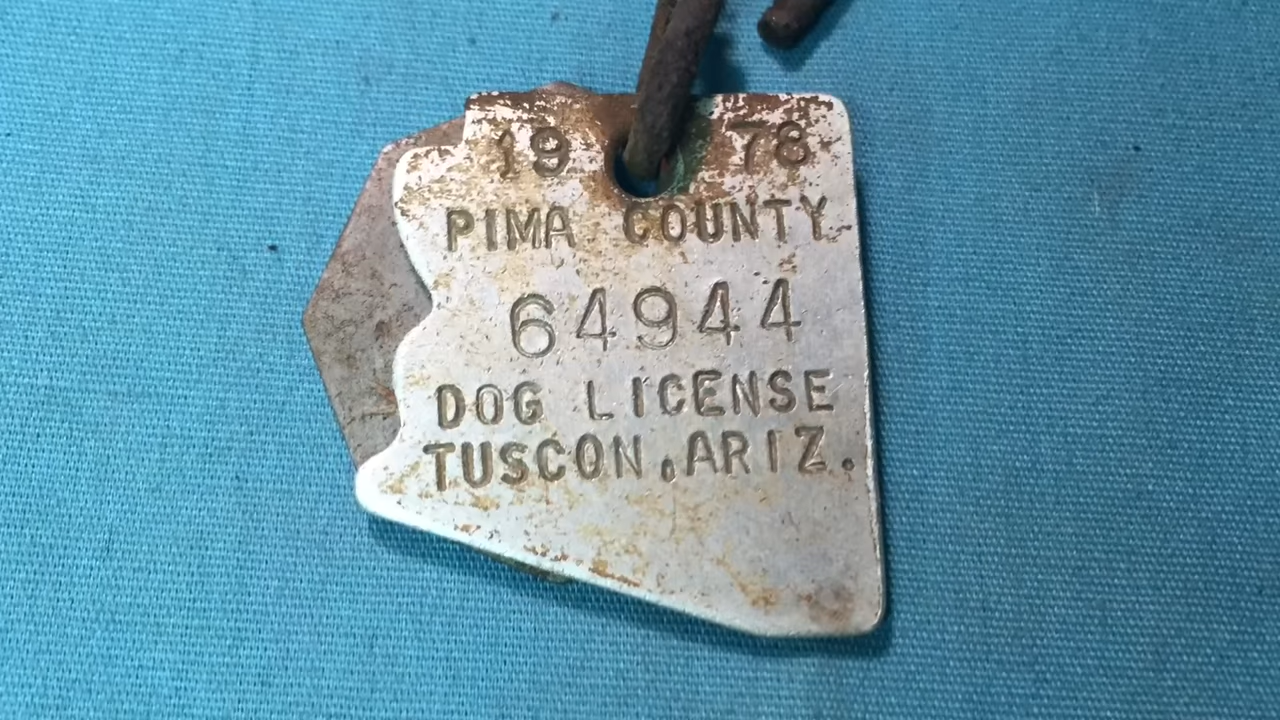 19 78
PIMA COUNTY
64944
DOG LICENSE
TUSCON, ARIZ.